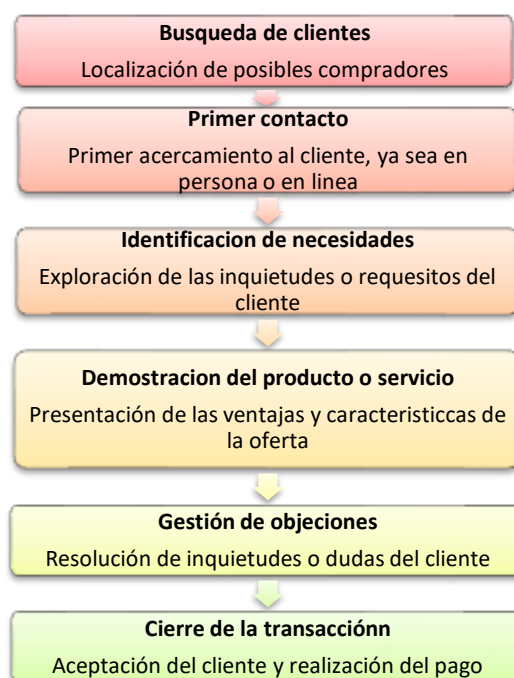 Busqueda de clientes
Localización de posibles compradores
Primer contacto
Primer acercamiento al cliente, ya sea en
persona o en linea
Identificacion de necesidades
Exploración de las inquietudes o requesitos del
cliente
Demostracion del producto o servicio
Presentación de las ventajas y caracteristiccas de
la oferta
Gestión de objeciones
Resolución de inquietudes o dudas del cliente
Cierre de la transacciónn
Aceptación del cliente y realización del pago